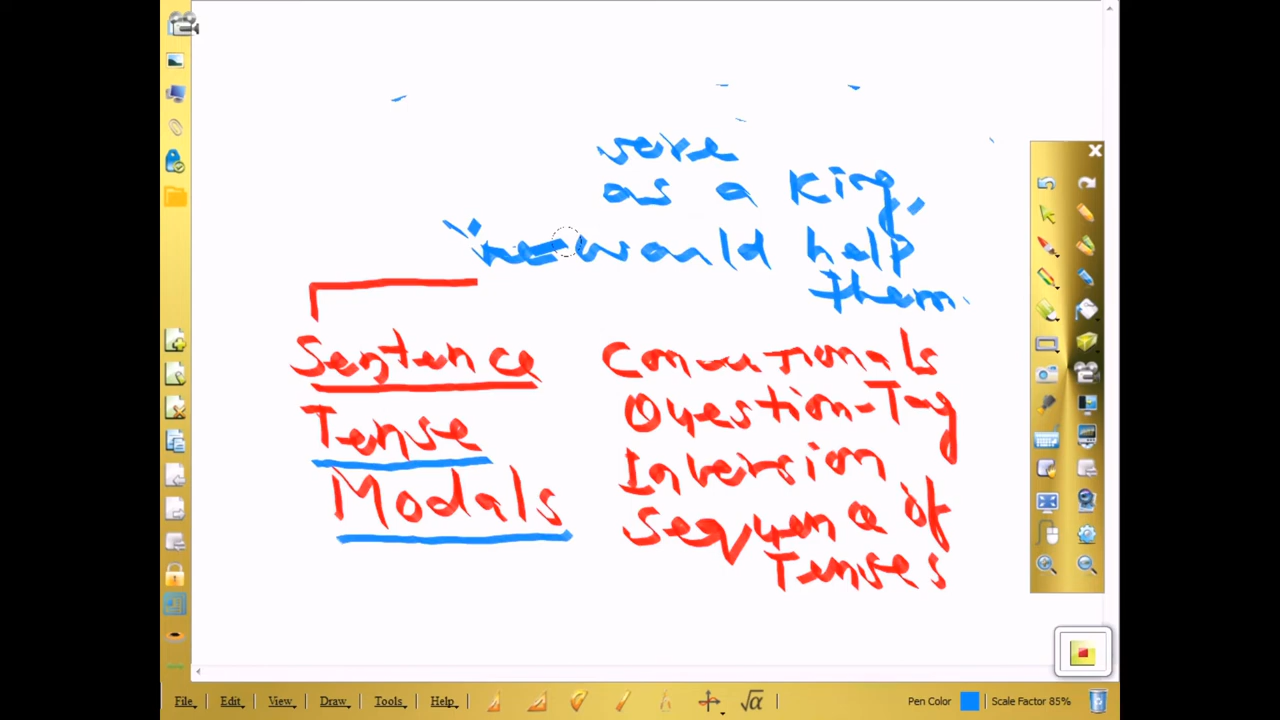 were
as a King,
he would help
them.
Sentence
Tense
Modals
Conditionals
Question-Tag
Inversion
Sequence of
Tenses
File Edit View Draw Tools Help Pen Color Scale Factor 85%